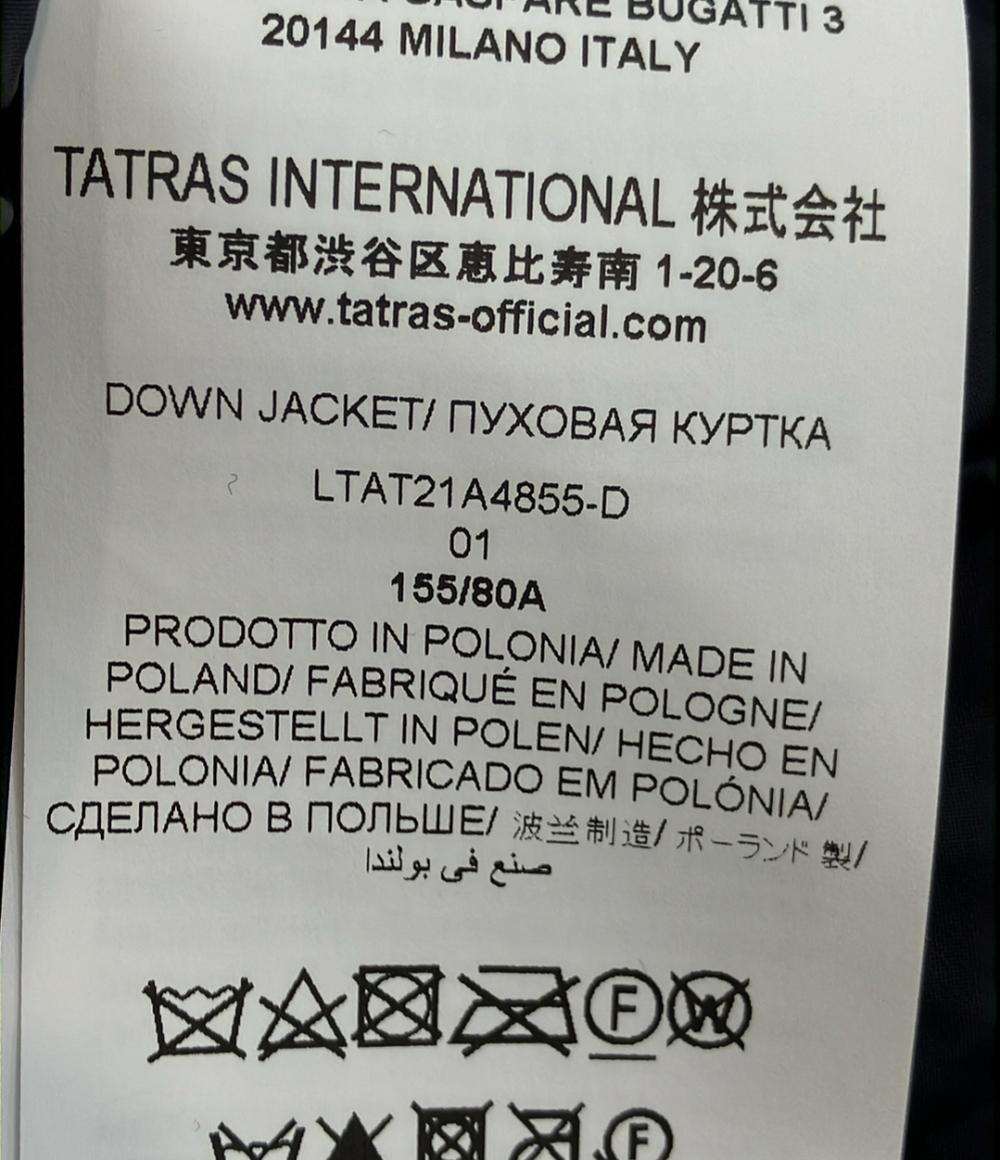 BUGATTI 3
20144 MILANO ITALY
TATRAS INTERNATIONAL 株式会社
東京都渋谷区恵比寿南 1-20-6
www.tatras-official.com
DOWN JACKET/ ПУХОВАЯ КУРТКА
LTAT21A4855-D
01
155/80A
PRODOTTO IN POLONIA/ MADE IN
POLAND/ FABRIQUÉ EN POLOGNE/
HERGESTELLT IN POLEN/ HECHO EN
POLONIA/ FABRICADO EM POLÓNIA/
СДЕЛАНО В ПОЛЬШЕ/ 波兰制造/ ポーランド 製/
صنع في بولندا
F W
F